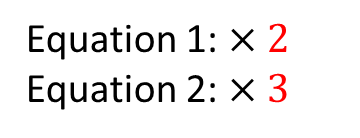 Equation 1: × 2
Equation 2: × 3